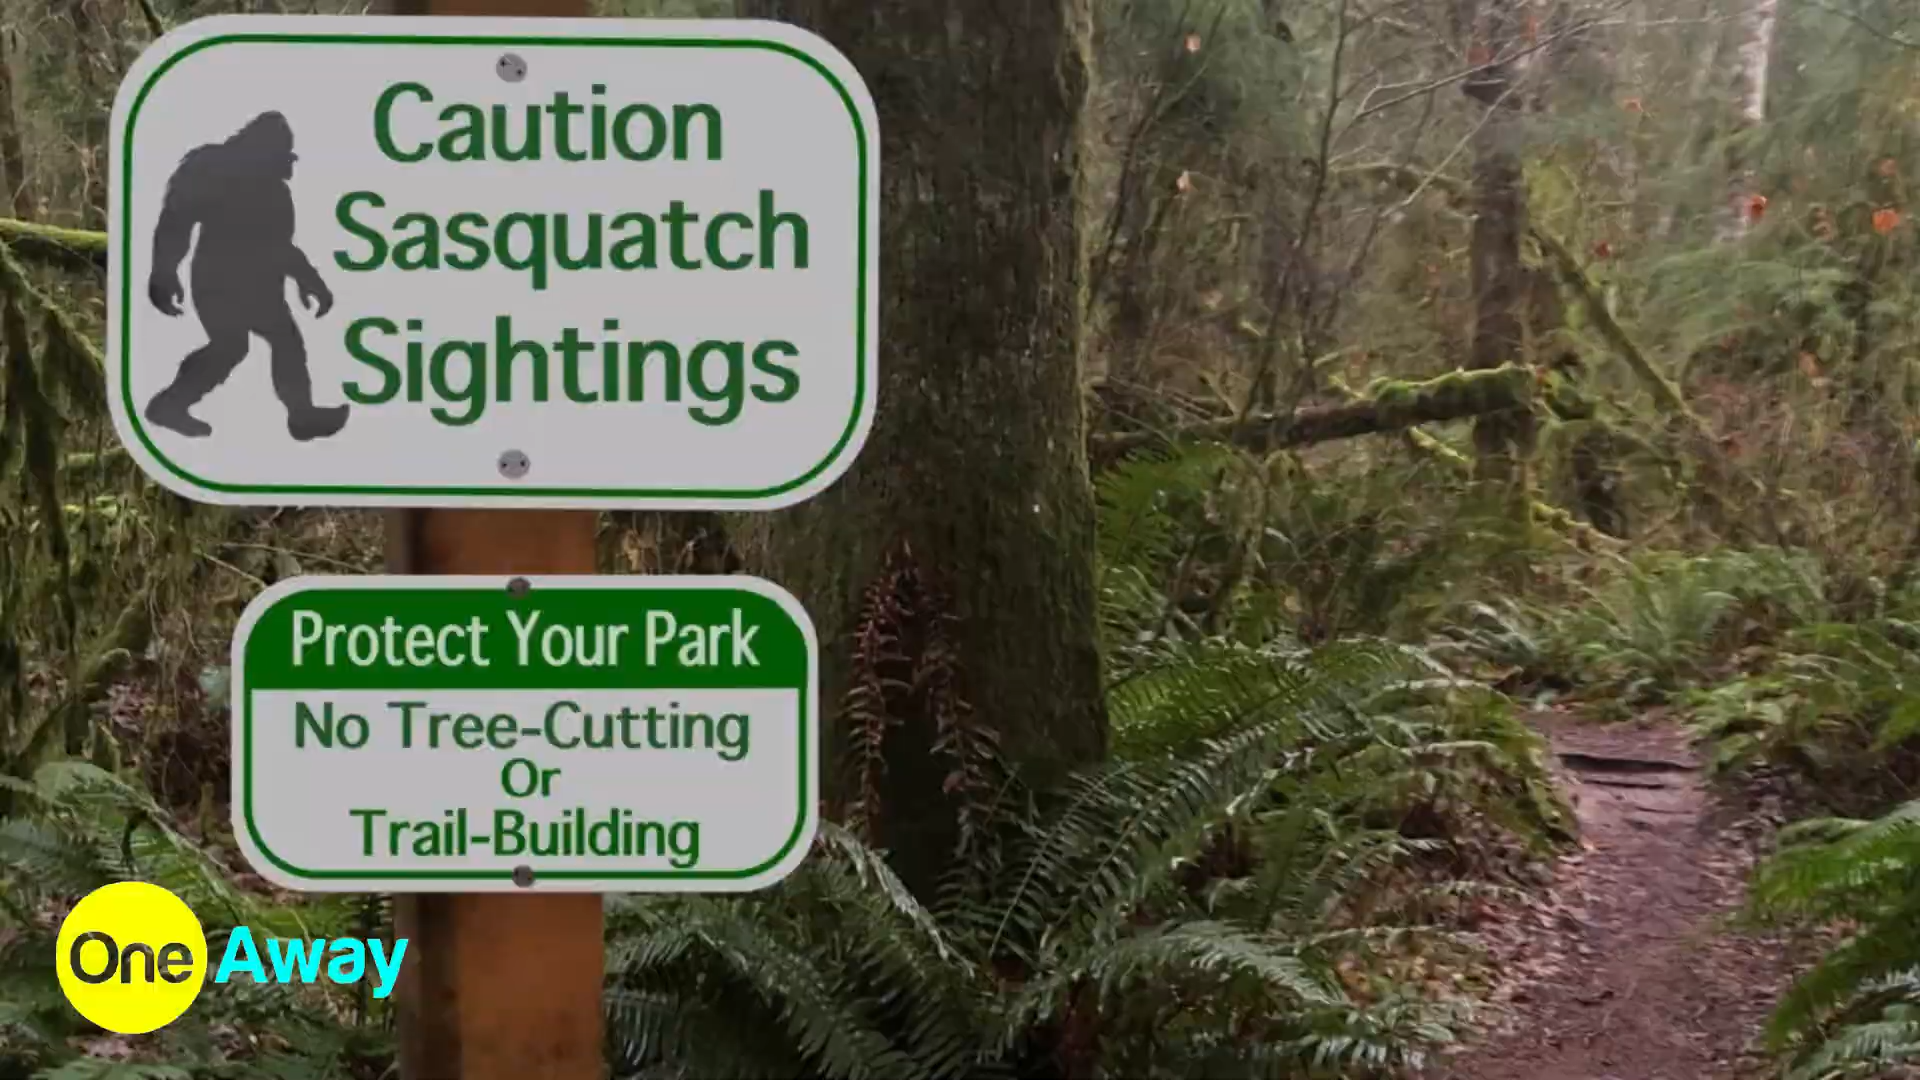 Caution
Sasquatch
Sightings
Protect Your Park
No Tree-Cutting
Or
Trail-Building
One Away